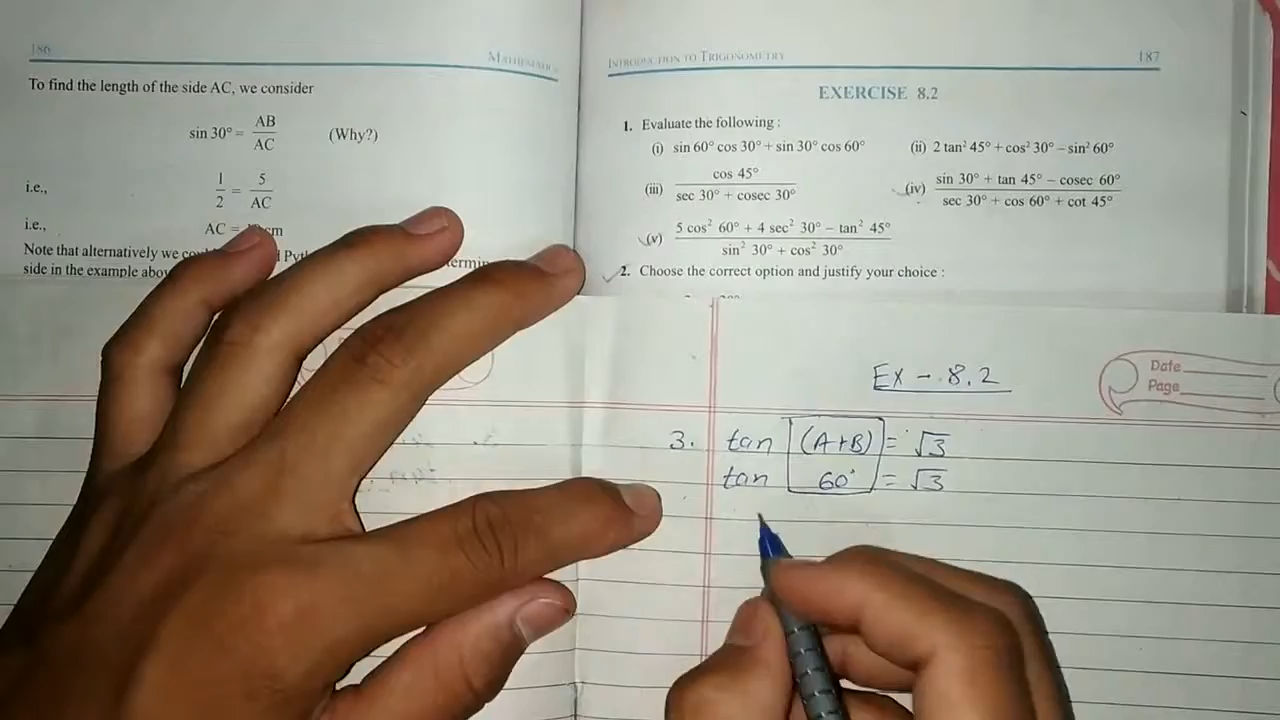 186
MATHEMATICS
To find the length of the side AC, we consider
sin 30° = AB/AC (Why?)
i.e., 1/2 = 5/AC
i.e., AC = cm
Note that alternatively we
side in the example
INTRODUCTION TO TRIGONOMETRY 187
EXERCISE 8.2
1. Evaluate the following :
(i) sin 60° cos 30° + sin 30° cos 60° (ii) 2 tan² 45° + cos² 30° – sin² 60°
(iii) cos 45° / sec 30° + cosec 30° (iv) sin 30° + tan 45° – cosec 60° / sec 30° + cos 60° + cot 45°
(v) 5 cos² 60° + 4 sec² 30° – tan² 45° / sin² 30° + cos² 30°
2. Choose the correct option and justify your choice :
Ex - 8.2
Date
Page
3. tan (A+B) = √3
tan 60° = √3